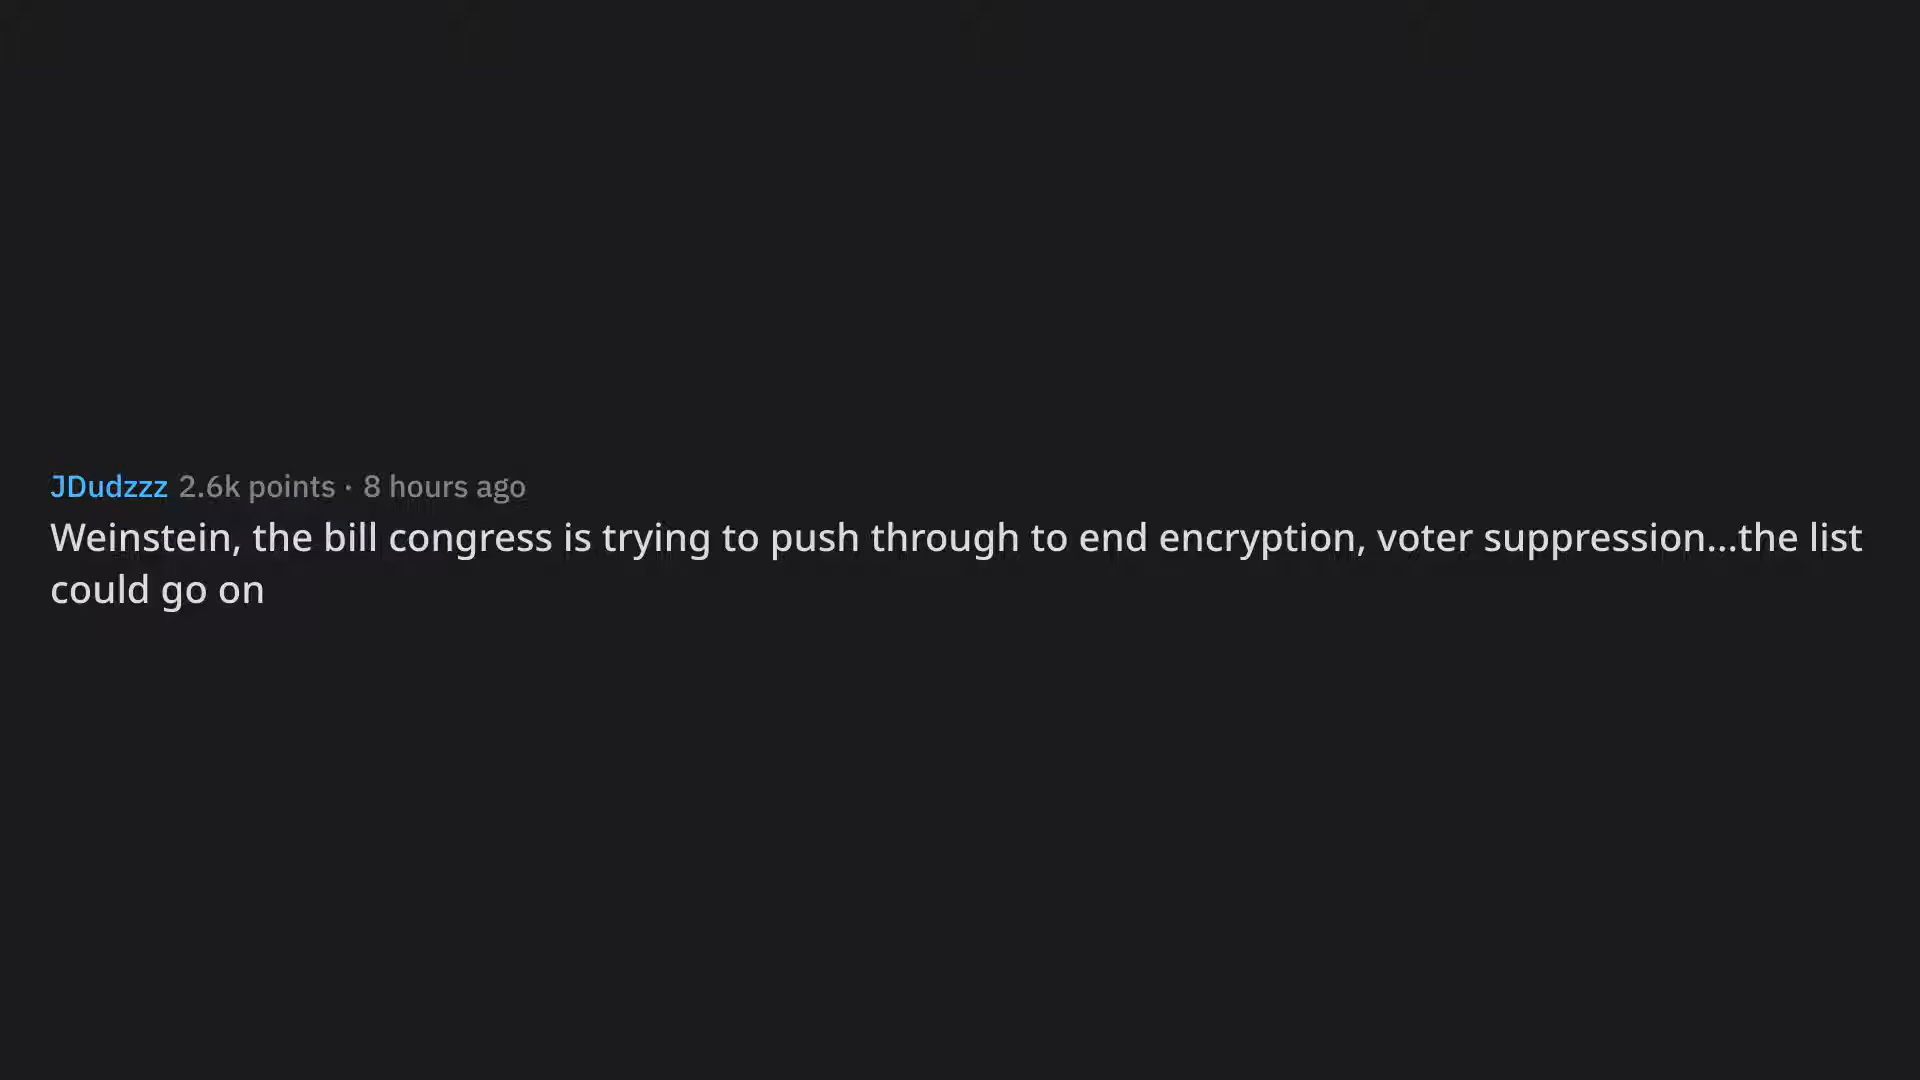 JDudzzz 2.6k points · 8 hours ago
Weinstein, the bill congress is trying to push through to end encryption, voter suppression...the list
could go on